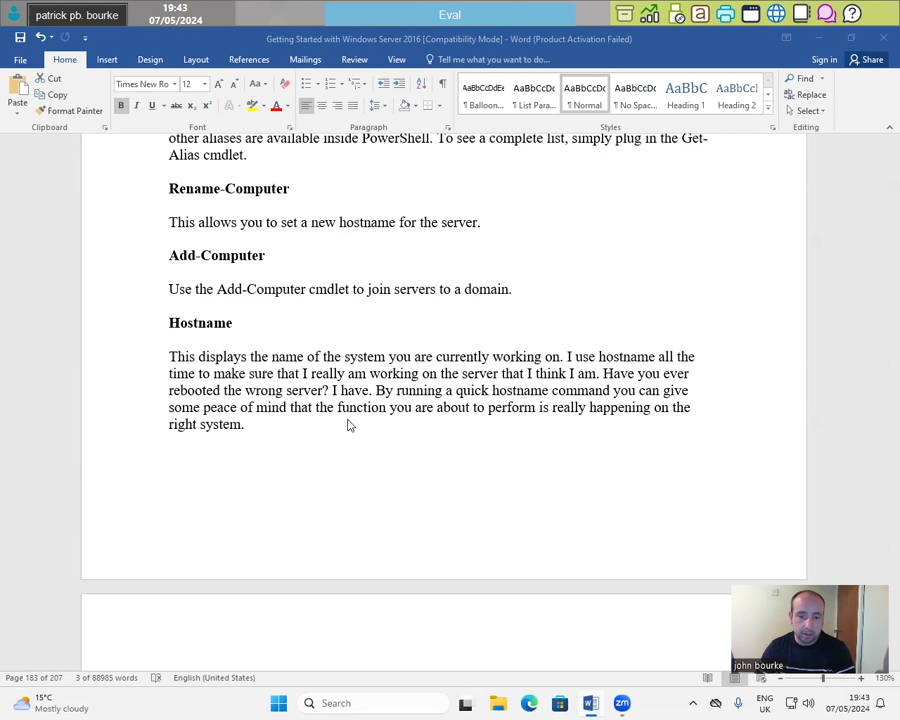 patrick pb. bourke
19:43
07/05/2024
Eval
Getting Started with Windows Server 2016 [Compatibility Mode] - Word (Product Activation Failed)
File Home Insert Design Layout References Mailings Review View Tell me what you want to do... Sign in Share
Paste
Cut
Copy
Format Painter
Times New Ro 12
B I U abc x₂ x²
AaBbCcDdEe AaBbCcDc AaBbCcDc AaBbCcDc AaBbC AaBbCcl
¶ Balloon... ¶ List Para... ¶ Normal ¶ No Spac... Heading 1 Heading 2
Find
Replace
Select
Clipboard Font Paragraph Styles Editing
other aliases are available inside PowerShell. To see a complete list, simply plug in the Get-
Alias cmdlet.
Rename-Computer
This allows you to set a new hostname for the server.
Add-Computer
Use the Add-Computer cmdlet to join servers to a domain.
Hostname
This displays the name of the system you are currently working on. I use hostname all the
time to make sure that I really am working on the server that I think I am. Have you ever
rebooted the wrong server? I have. By running a quick hostname command you can give
some peace of mind that the function you are about to perform is really happening on the
right system.
john bourke
Page 183 of 207 3 of 88985 words English (United States) 130%
15°C
Mostly cloudy
Search
ENG
UK
19:43
07/05/2024